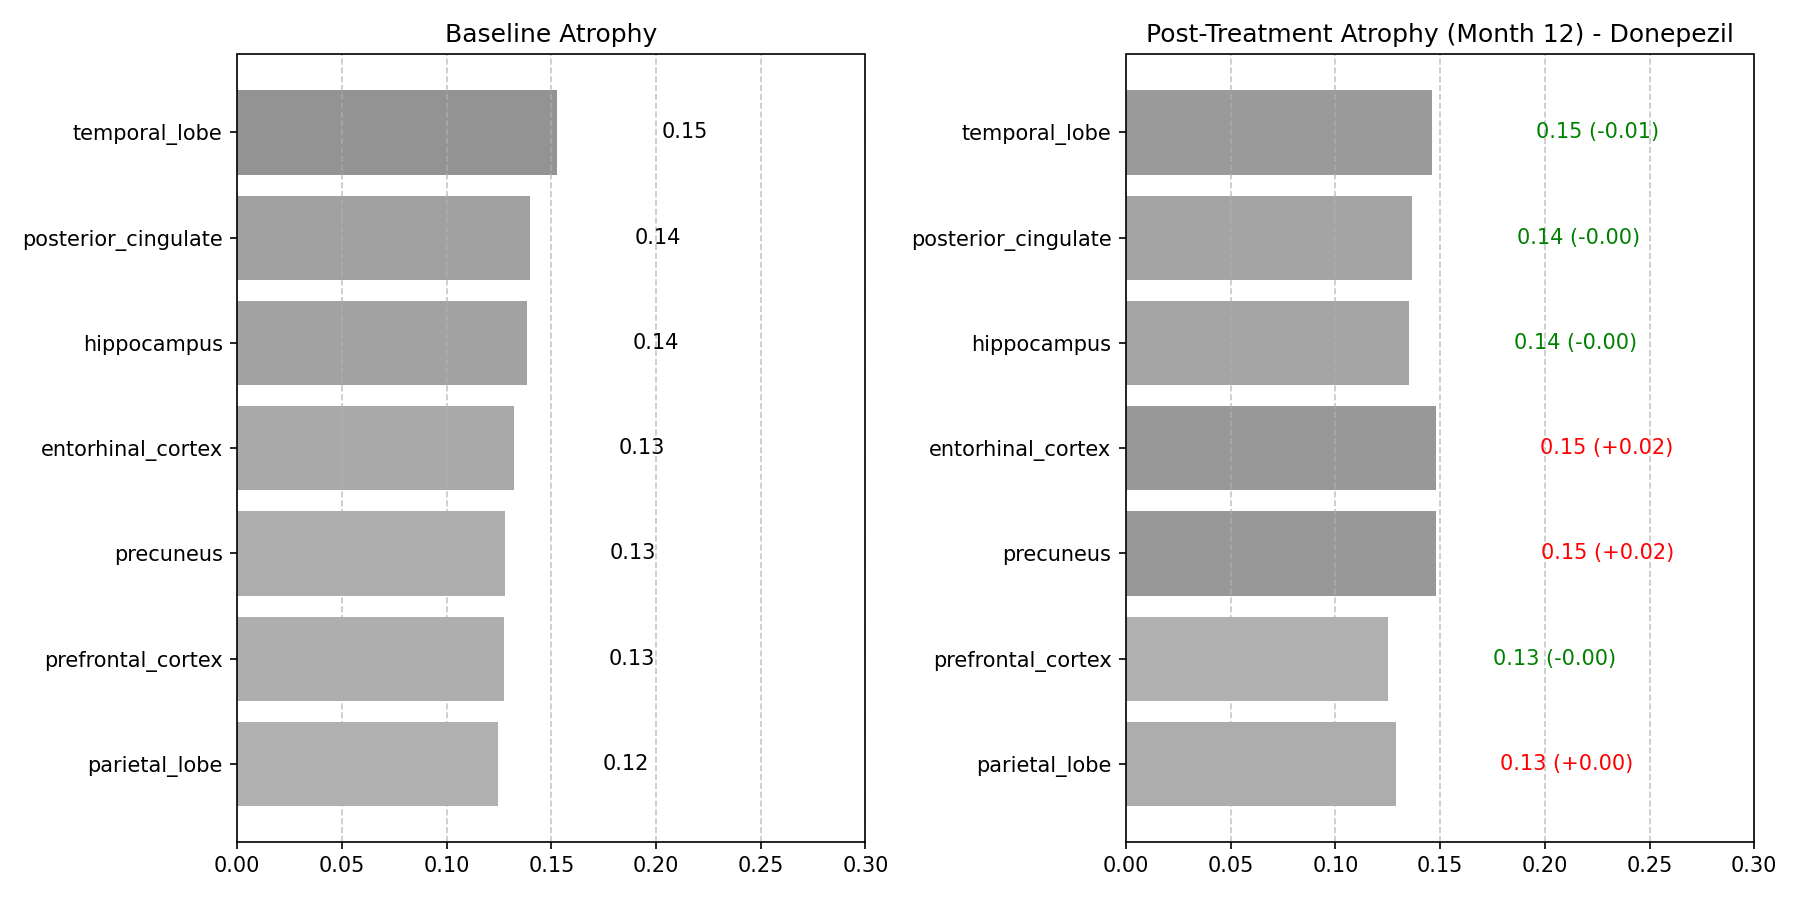 Baseline Atrophy
temporal_lobe 0.15
posterior_cingulate 0.14
hippocampus 0.14
entorhinal_cortex 0.13
precuneus 0.13
prefrontal_cortex 0.13
parietal_lobe 0.12
0.00 0.05 0.10 0.15 0.20 0.25 0.30
Post-Treatment Atrophy (Month 12) - Donepezil
temporal_lobe 0.15 (-0.01)
posterior_cingulate 0.14 (-0.00)
hippocampus 0.14 (-0.00)
entorhinal_cortex 0.15 (+0.02)
precuneus 0.15 (+0.02)
prefrontal_cortex 0.13 (-0.00)
parietal_lobe 0.13 (+0.00)
0.00 0.05 0.10 0.15 0.20 0.25 0.30